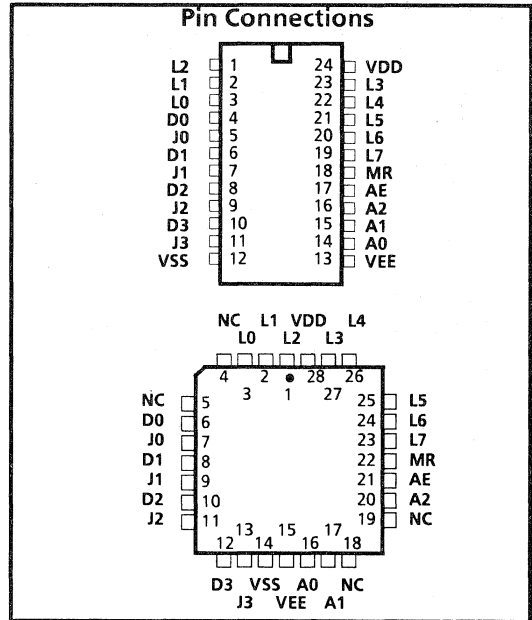 Pin Connections
L2 1 24 VDD
L1 2 23 L3
L0 3 22 L4
D0 4 21 L5
J0 5 20 L6
D1 6 19 L7
J1 7 18 MR
D2 8 17 AE
J2 9 16 A2
D3 10 15 A1
J3 11 14 A0
VSS 12 13 VEE
NC L1 VDD L4
L0 L2 L3
4 2 28 26
3 1 27
NC 5 25 L5
D0 6 24 L6
J0 7 23 L7
D1 8 22 MR
J1 9 21 AE
D2 10 20 A2
J2 11 19 NC
13 15 17
12 14 16 18
D3 VSS A0 NC
J3 VEE A1